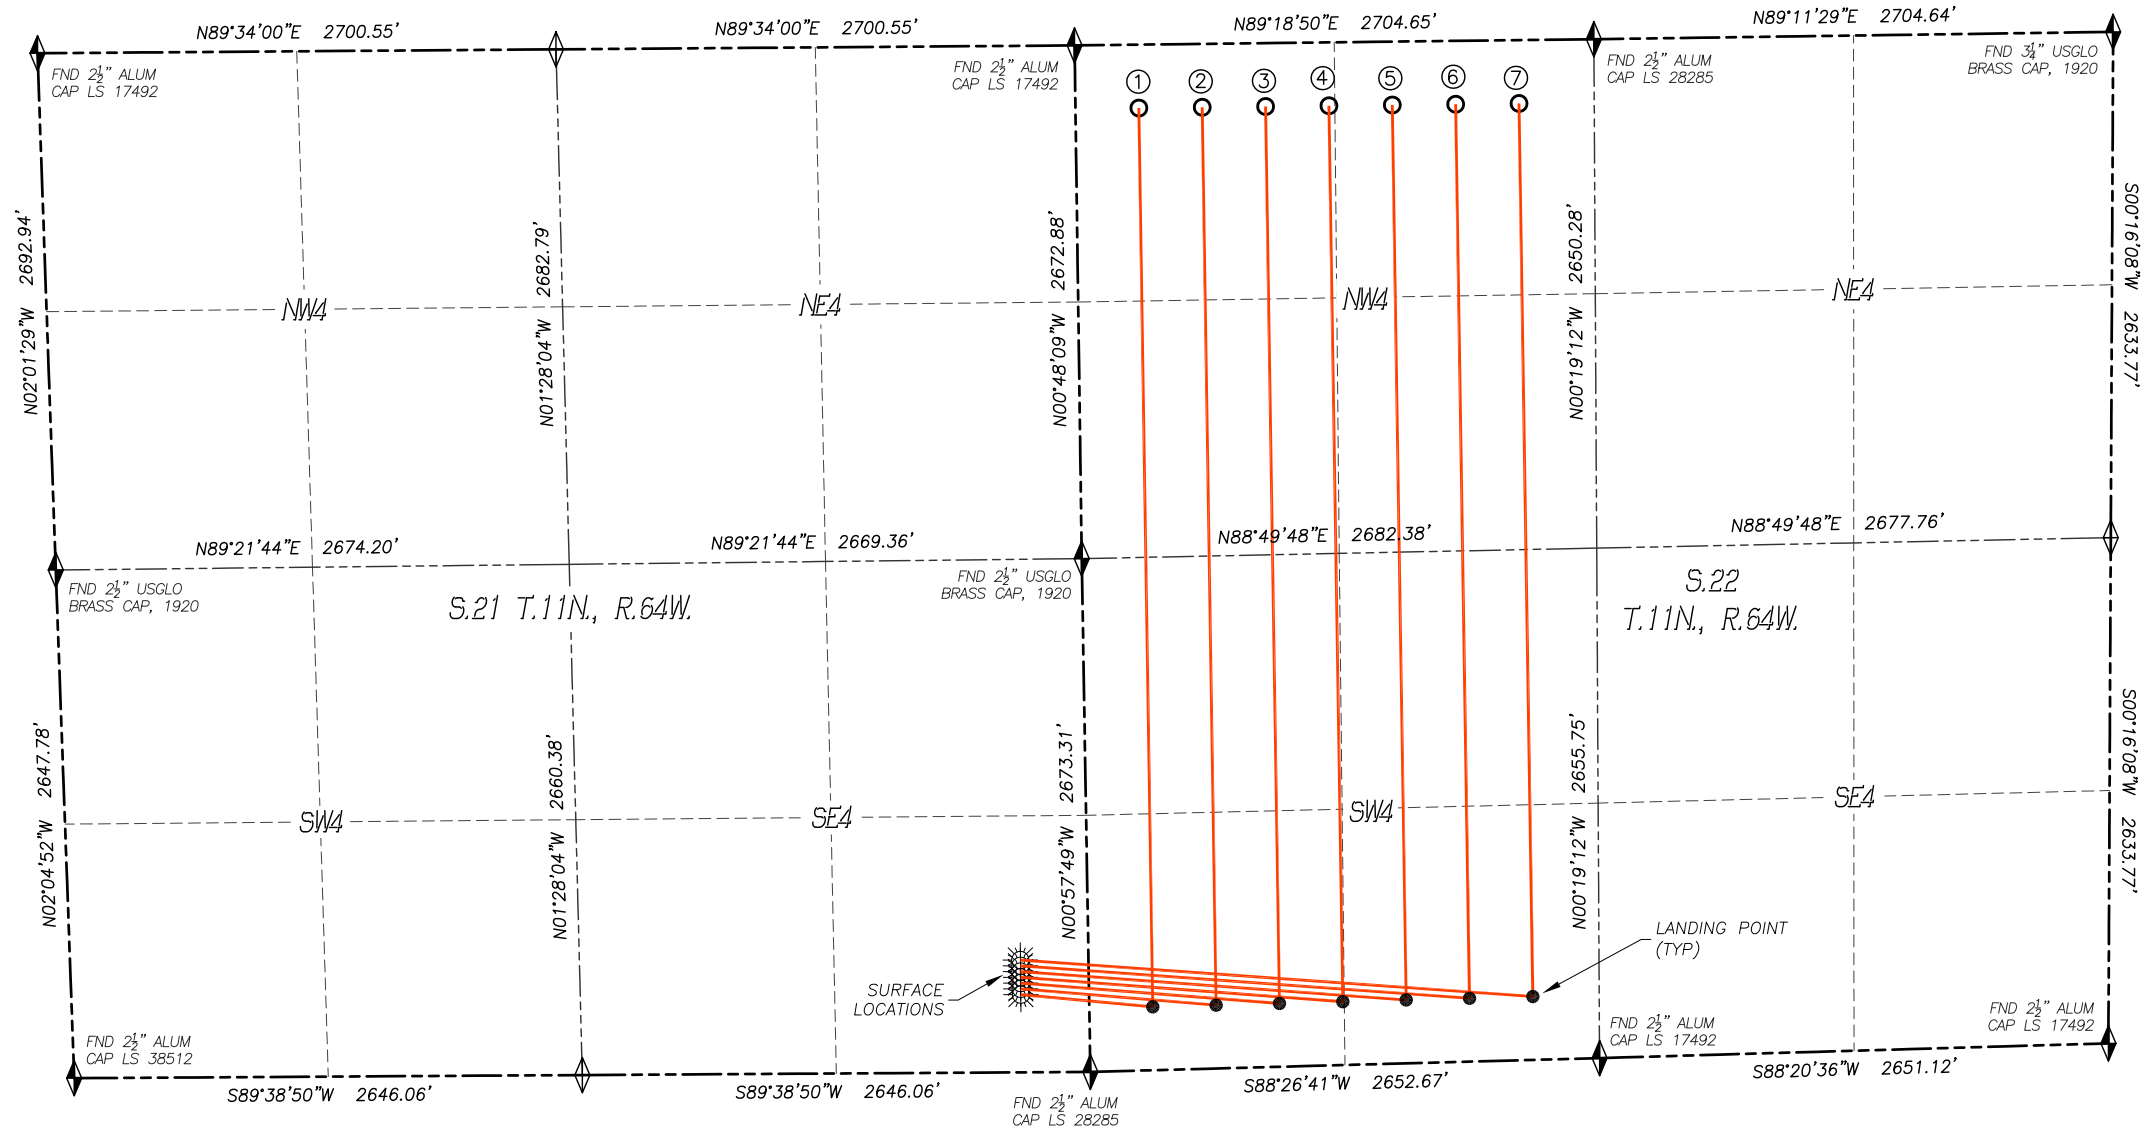 N89°34'00"E 2700.55'
N89°34'00"E 2700.55'
N89°18'50"E 2704.65'
N89°11'29"E 2704.64'
FND 2½" ALUM
CAP LS 17492
FND 2½" ALUM
CAP LS 17492
FND 2½" ALUM
CAP LS 28285
FND 3¼" USGLO
BRASS CAP, 1920
1
2
3
4
5
6
7
N02°01'29"W 2692.94'
N01°28'04"W 2682.79'
N00°48'09"W 2672.88'
N00°19'12"W 2650.28'
S00°16'08"W 2633.77'
NW4
NE4
NW4
NE4
N89°21'44"E 2674.20'
N89°21'44"E 2669.36'
N88°49'48"E 2682.38'
N88°49'48"E 2677.76'
FND 2½" USGLO
BRASS CAP, 1920
FND 2½" USGLO
BRASS CAP, 1920
S.21 T.11N., R.64W.
S.22
T.11N., R.64W.
N02°04'52"W 2647.78'
N01°28'04"W 2660.38'
N00°57'49"W 2673.31'
N00°19'12"W 2655.75'
S00°16'08"W 2633.77'
SW4
SE4
SW4
SE4
LANDING POINT
(TYP)
SURFACE
LOCATIONS
FND 2½" ALUM
CAP LS 38512
FND 2½" ALUM
CAP LS 17492
FND 2½" ALUM
CAP LS 17492
S89°38'50"W 2646.06'
S89°38'50"W 2646.06'
S88°26'41"W 2652.67'
S88°20'36"W 2651.12'
FND 2½" ALUM
CAP LS 28285